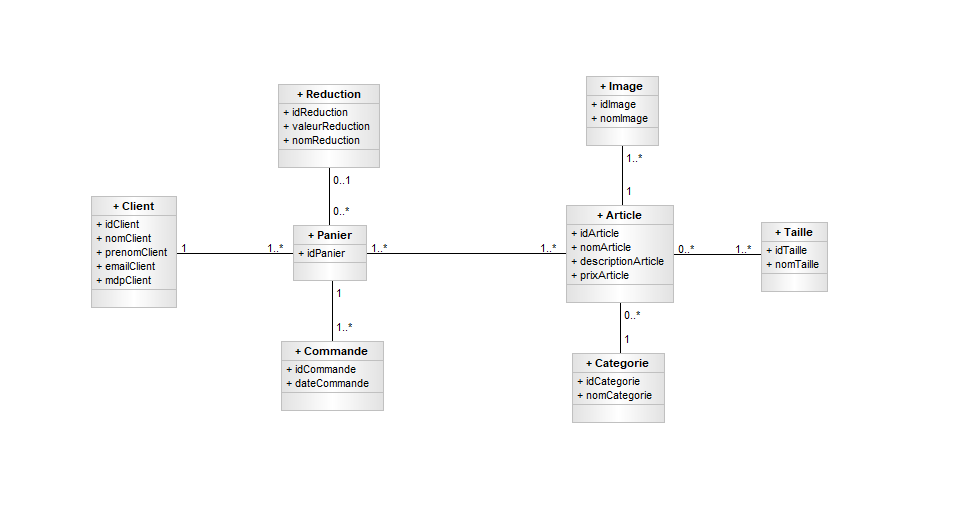 + Reduction
+ idReduction
+ valeurReduction
+ nomReduction
0..1
0..*
+ Image
+ idImage
+ nomImage
1..*
1
+ Client
+ idClient
+ nomClient
+ prenomClient
+ emailClient
+ mdpClient
1
1..*
+ Panier
+ idPanier
1..*
1..*
+ Article
+ idArticle
+ nomArticle
+ descriptionArticle
+ prixArticle
0..*
1..*
+ Taille
+ idTaille
+ nomTaille
1
1..*
+ Commande
+ idCommande
+ dateCommande
0..*
1
+ Categorie
+ idCategorie
+ nomCategorie